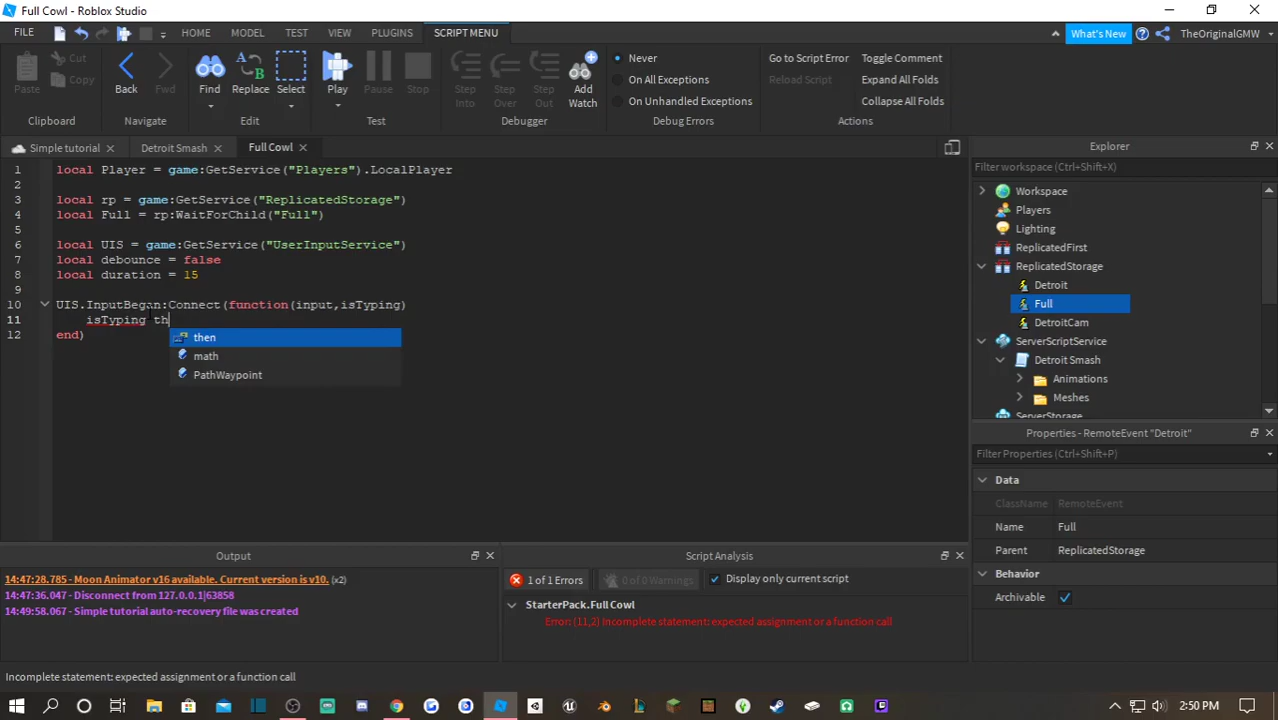 Full Cowl - Roblox Studio
FILE HOME MODEL TEST VIEW PLUGINS SCRIPT MENU What's New TheOriginalGMW
Paste Cut Copy Back Fwd Find Replace Select Play Pause Stop Step Into Step Over Step Out Add Watch Never On All Exceptions On Unhandled Exceptions Go to Script Error Reload Script Toggle Comment Expand All Folds Collapse All Folds
Clipboard Navigate Edit Test Debugger Debug Errors Actions
Simple tutorial Detroit Smash Full Cowl
1 local Player = game:GetService("Players").LocalPlayer
2
3 local rp = game:GetService("ReplicatedStorage")
4 local Full = rp:WaitForChild("Full")
5
6 local UIS = game:GetService("UserInputService")
7 local debounce = false
8 local duration = 15
9
10 UIS.InputBegan:Connect(function(input,isTyping)
11 isTyping th
12 end)
then
math
PathWaypoint
Explorer
Filter workspace (Ctrl+Shift+X)
Workspace
Players
Lighting
ReplicatedFirst
ReplicatedStorage
Detroit
Full
DetroitCam
ServerScriptService
Detroit Smash
Animations
Meshes
ServerStorage
Properties - RemoteEvent "Detroit"
Filter Properties (Ctrl+Shift+P)
Data
ClassName RemoteEvent
Name Full
Parent ReplicatedStorage
Behavior
Archivable
Output
14:47:28.785 - Moon Animator v16 available. Current version is v10. (x2)
14:47:36.047 - Disconnect from 127.0.0.1|63858
14:49:58.067 - Simple tutorial auto-recovery file was created
Script Analysis
1 of 1 Errors 0 of 0 Warnings Display only current script
StarterPack.Full Cowl
Error: (11,2) Incomplete statement: expected assignment or a function call
Incomplete statement: expected assignment or a function call
2:50 PM